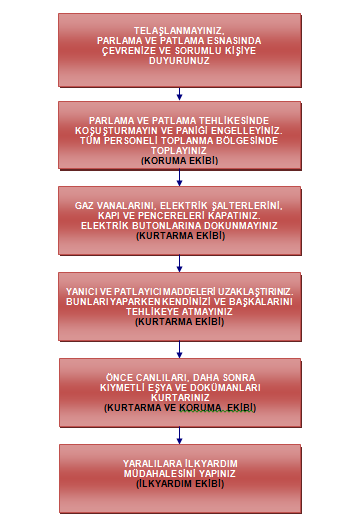 TELAŞLANMAYINIZ,
PARLAMA VE PATLAMA ESNASINDA
ÇEVRENİZE VE SORUMLU KİŞİYE
DUYURUNUZ
PARLAMA VE PATLAMA TEHLİKESİNDE
KOŞUŞTURMAYIN VE PANİĞİ ENGELLEYİNİZ.
TÜM PERSONELİ TOPLANMA BÖLGESİNDE
TOPLAYINIZ
(KORUMA EKİBİ)
GAZ VANALARINI, ELEKTRİK ŞALTERLERİNİ,
KAPI VE PENCERELERİ KAPATINIZ.
ELEKTRİK BUTONLARINA DOKUNMAYINIZ
(KURTARMA EKİBİ)
YANICI VE PATLAYICI MADDELERİ UZAKLAŞTIRINIZ.
BUNLARI YAPARKEN KENDİNİZİ VE BAŞKALARINI
TEHLİKEYE ATMAYINIZ
(KURTARMA EKİBİ)
ÖNCE CANLILARI, DAHA SONRA
KIYMETLİ EŞYA VE DOKÜMANLARI
KURTARINIZ
(KURTARMA VE KORUMA EKİBİ)
YARALILARA İLKYARDIM
MÜDAHALESİNİ YAPINIZ
(İLKYARDIM EKİBİ)